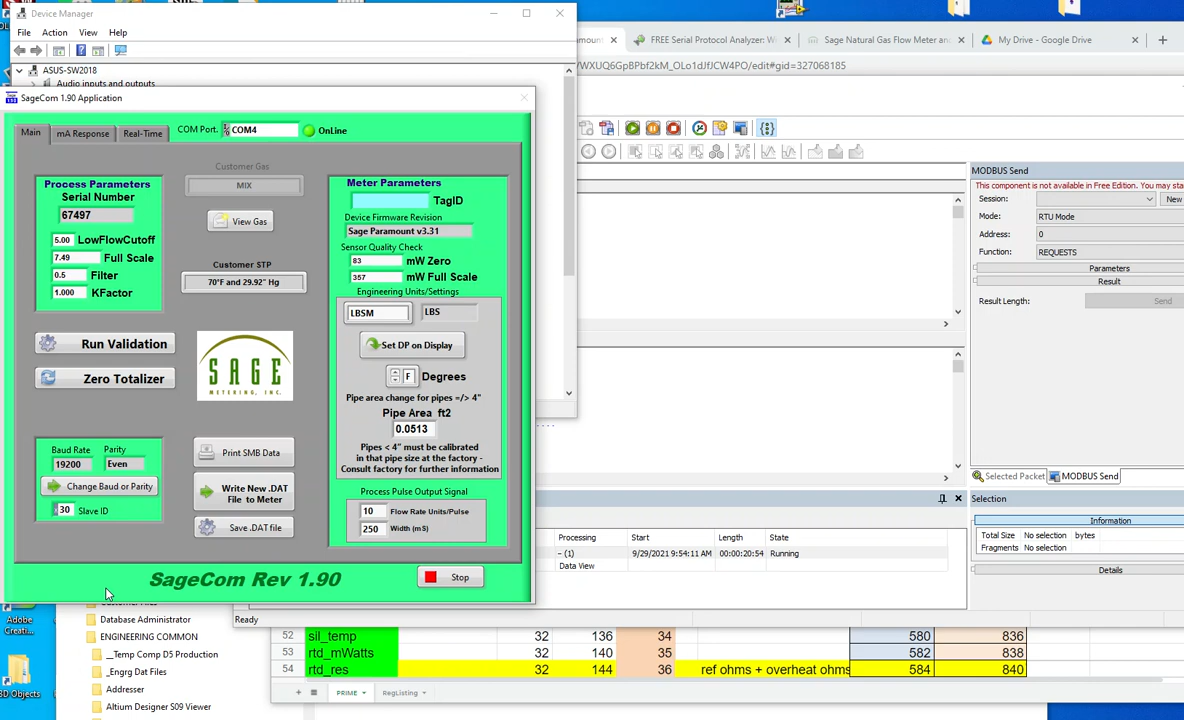 Device Manager
File Action View Help
ASUS-SW2018
Audio inputs and outputs
SageCom 1.90 Application
Main mA Response Real-Time COM Port. COM4 OnLine
Process Parameters
Serial Number
67497
5.00 LowFlowCutoff
7.49 Full Scale
0.5 Filter
1.000 KFactor
Customer Gas
MIX
View Gas
Customer STP
70°F and 29.92" Hg
Run Validation
Zero Totalizer
SAGE
METERING, INC.
Baud Rate Parity
19200 Even
Change Baud or Parity
30 Slave ID
Print SMB Data
Write New .DAT
File to Meter
Save .DAT file
Meter Parameters
TagID
Device Firmware Revision
Sage Paramount v3.31
Sensor Quality Check
83 mW Zero
357 mW Full Scale
Engineering Units/Settings
LBSM LBS
Set DP on Display
F Degrees
Pipe area change for pipes =/> 4"
Pipe Area ft2
0.0513
Pipes < 4" must be calibrated
in that pipe size at the factory -
Consult factory for further information
Process Pulse Output Signal
10 Flow Rate Units/Pulse
250 Width (mS)
SageCom Rev 1.90
Stop
amount FREE Serial Protocol Analyzer: W Sage Natural Gas Flow Meter and My Drive - Google Drive
WXUQ6GpBPbf2kM_OLo1dJfJCW4PO/edit#gid=327068185
MODBUS Send
This component is not available in Free Edition. You may sta
Session: New
Mode: RTU Mode
Address: 0
Function: REQUESTS
Parameters
Result
Result Length: Send
Selected Packet MODBUS Send
Selection
Information
Total Size No selection bytes
Fragments No selection
Details
Processing Start Length State
- (1) 9/29/2021 9:54:11 AM 00:00:20:54 Running
Data View
Ready
52 sil_temp 32 136 34 580 836
53 rtd_mWatts 32 140 35 582 838
54 rtd_res 32 144 36 ref ohms + overheat ohms 584 840
PRIME RegListing
Adobe
Creati...
3D Objects
Customer Files
Database Administrator
ENGINEERING COMMON
__Temp Comp D5 Production
_Engrg Dat Files
Addresser
Altium Designer S09 Viewer